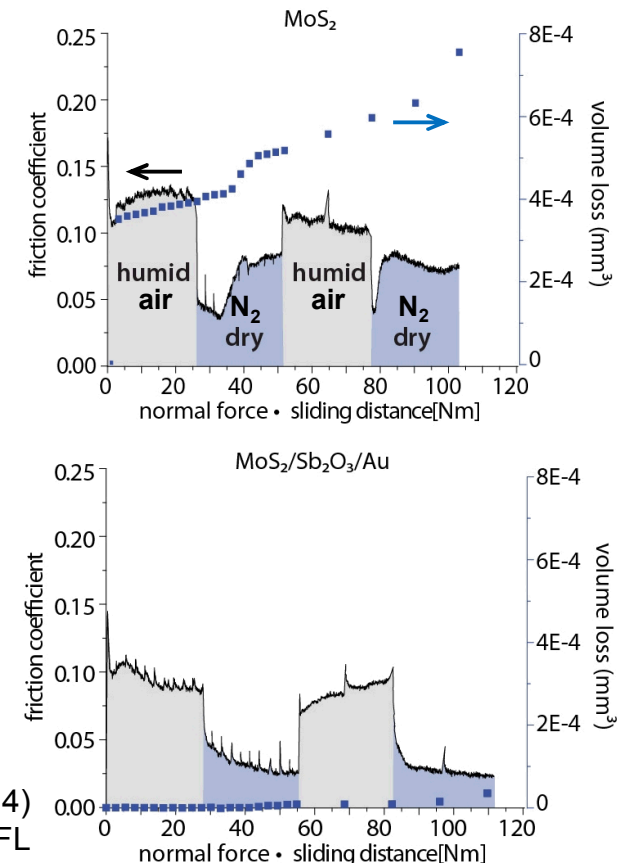 MoS₂
0.25
0.20
0.15
0.10
0.05
0.00
friction coefficient
8E-4
6E-4
4E-4
2E-4
0
volume loss (mm³)
humid air
N₂ dry
humid air
N₂ dry
0 20 40 60 80 100 120
normal force • sliding distance[Nm]
MoS₂/Sb₂O₃/Au
0.25
0.20
0.15
0.10
0.05
0.00
friction coefficient
8E-4
6E-4
4E-4
2E-4
0
volume loss (mm³)
4)
FL
0 20 40 60 80 100 120
normal force • sliding distance[Nm]